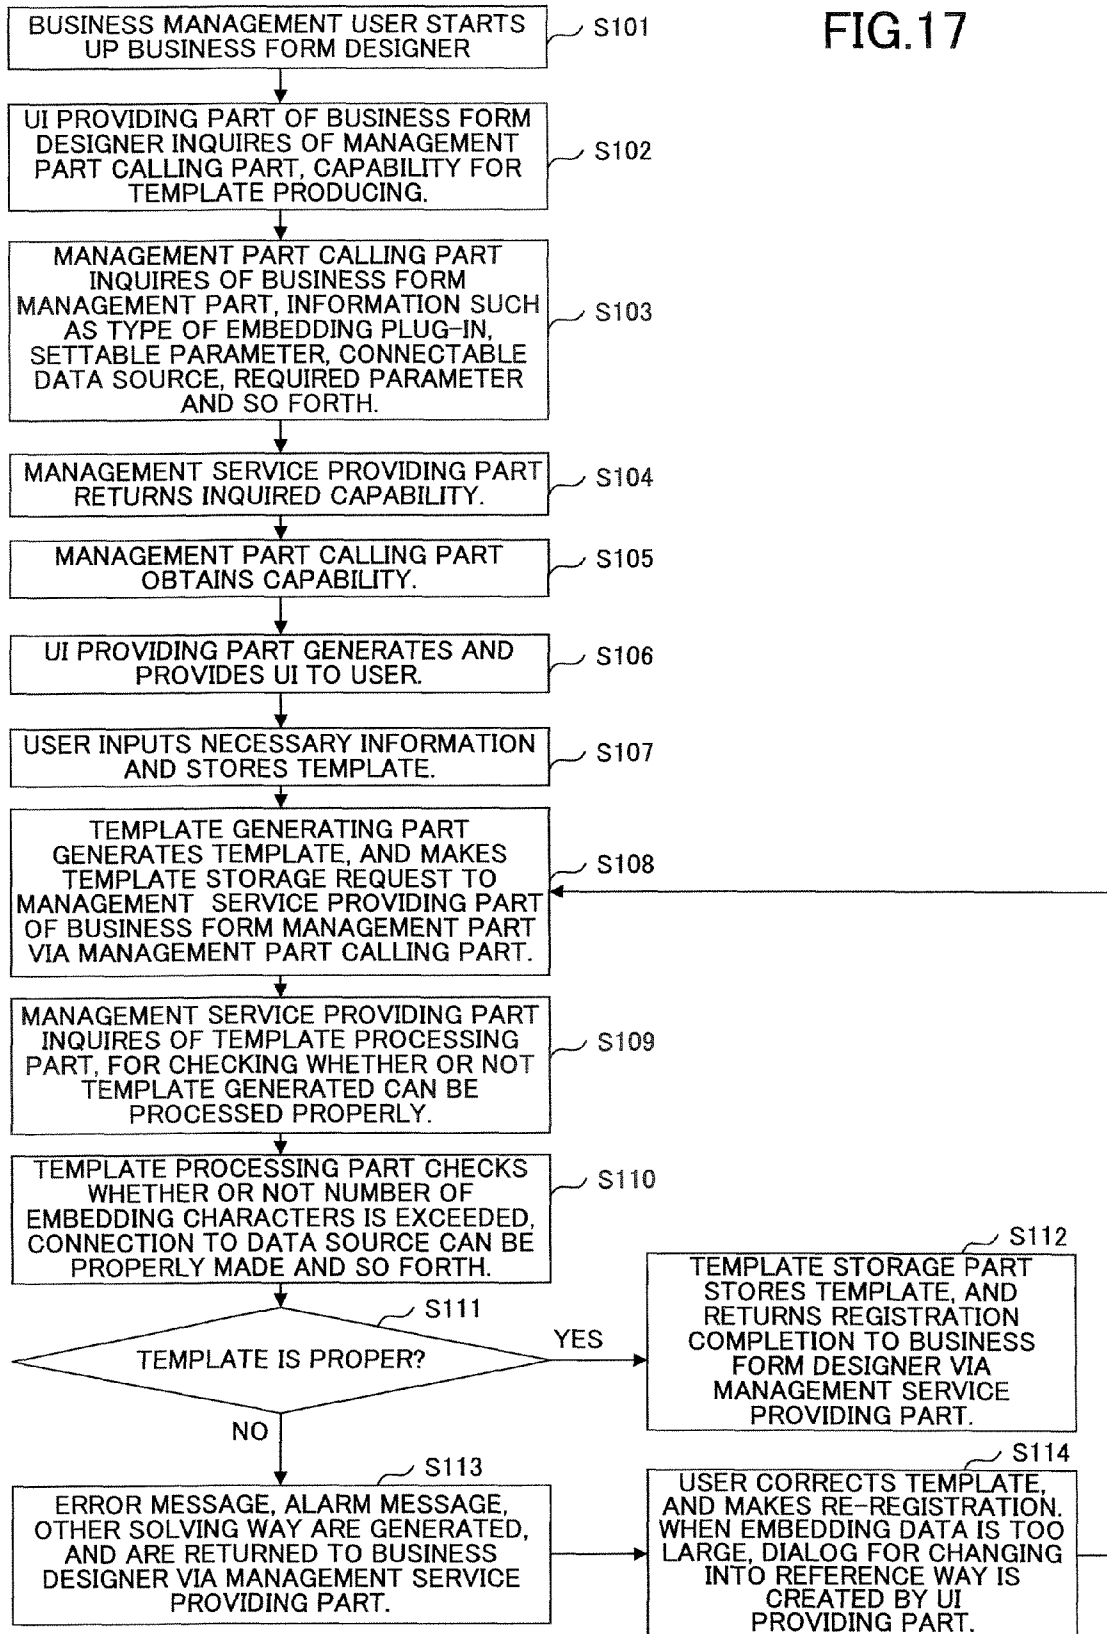 FIG.17
BUSINESS MANAGEMENT USER STARTS
UP BUSINESS FORM DESIGNER
S101
UI PROVIDING PART OF BUSINESS FORM
DESIGNER INQUIRES OF MANAGEMENT
PART CALLING PART, CAPABILITY FOR
TEMPLATE PRODUCING.
S102
MANAGEMENT PART CALLING PART
INQUIRES OF BUSINESS FORM
MANAGEMENT PART, INFORMATION SUCH
AS TYPE OF EMBEDDING PLUG-IN,
SETTABLE PARAMETER, CONNECTABLE
DATA SOURCE, REQUIRED PARAMETER
AND SO FORTH.
S103
MANAGEMENT SERVICE PROVIDING PART
RETURNS INQUIRED CAPABILITY.
S104
MANAGEMENT PART CALLING PART
OBTAINS CAPABILITY.
S105
UI PROVIDING PART GENERATES AND
PROVIDES UI TO USER.
S106
USER INPUTS NECESSARY INFORMATION
AND STORES TEMPLATE.
S107
TEMPLATE GENERATING PART
GENERATES TEMPLATE, AND MAKES
TEMPLATE STORAGE REQUEST TO
MANAGEMENT SERVICE PROVIDING PART
OF BUSINESS FORM MANAGEMENT PART
VIA MANAGEMENT PART CALLING PART.
S108
MANAGEMENT SERVICE PROVIDING PART
INQUIRES OF TEMPLATE PROCESSING
PART, FOR CHECKING WHETHER OR NOT
TEMPLATE GENERATED CAN BE
PROCESSED PROPERLY.
S109
TEMPLATE PROCESSING PART CHECKS
WHETHER OR NOT NUMBER OF
EMBEDDING CHARACTERS IS EXCEEDED,
CONNECTION TO DATA SOURCE CAN BE
PROPERLY MADE AND SO FORTH.
S110
S111
TEMPLATE IS PROPER?
YES
NO
S112
TEMPLATE STORAGE PART
STORES TEMPLATE, AND
RETURNS REGISTRATION
COMPLETION TO BUSINESS
FORM DESIGNER VIA
MANAGEMENT SERVICE
PROVIDING PART.
S113
ERROR MESSAGE, ALARM MESSAGE,
OTHER SOLVING WAY ARE GENERATED,
AND ARE RETURNED TO BUSINESS
DESIGNER VIA MANAGEMENT SERVICE
PROVIDING PART.
S114
USER CORRECTS TEMPLATE,
AND MAKES RE-REGISTRATION.
WHEN EMBEDDING DATA IS TOO
LARGE, DIALOG FOR CHANGING
INTO REFERENCE WAY IS
CREATED BY UI
PROVIDING PART.